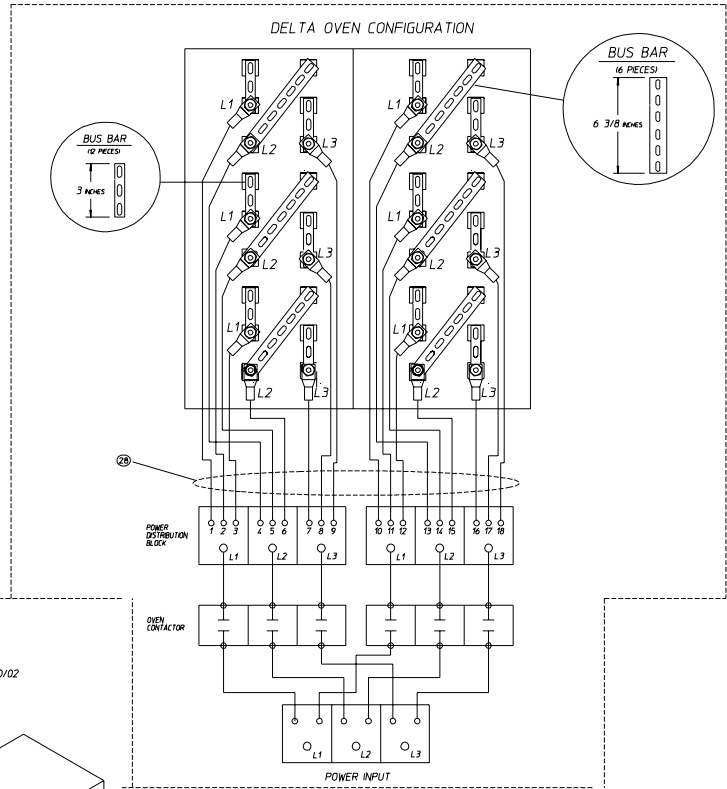 DELTA OVEN CONFIGURATION
BUS BAR
(6 PIECES)
6 3/8 INCHES
BUS BAR
(12 PIECES)
3 INCHES
L1
L2
L3
L1
L2
L3
L1
L2
L3
L1
L2
L3
L1
L2
L3
L1
L2
L3
28
POWER
DISTRIBUTION
BLOCK
1 2 3 4 5 6 7 8 9 10 11 12 13 14 15 16 17 18
L1 L2 L3 L1 L2 L3
OVEN
CONTACTOR
0/02
L1 L2 L3
POWER INPUT